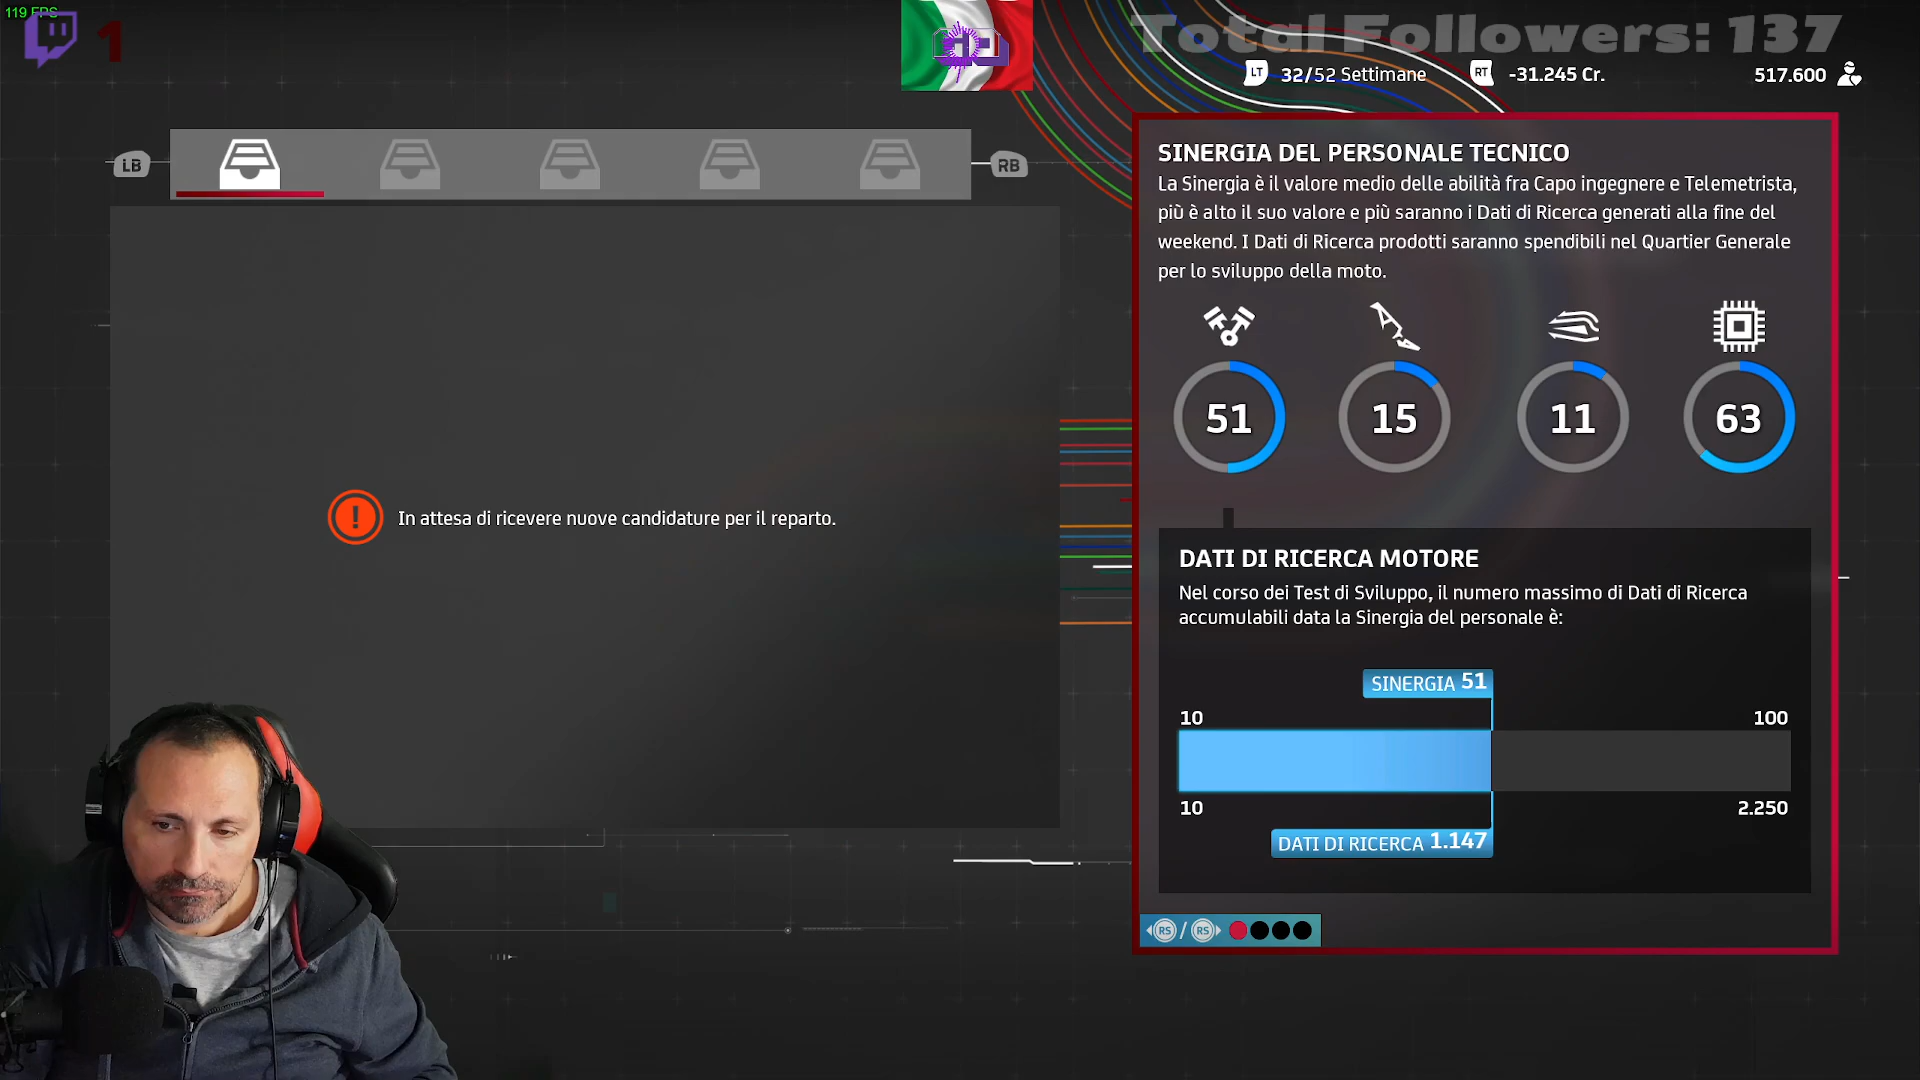 119 FPS
1
Total Followers: 137
LT 32/52 Settimane RT -31.245 Cr. 517.600
LB
RB
SINERGIA DEL PERSONALE TECNICO
La Sinergia è il valore medio delle abilità fra Capo ingegnere e Telemetrista,
più è alto il suo valore e più saranno i Dati di Ricerca generati alla fine del
weekend. I Dati di Ricerca prodotti saranno spendibili nel Quartier Generale
per lo sviluppo della moto.
51 15 11 63
In attesa di ricevere nuove candidature per il reparto.
DATI DI RICERCA MOTORE
Nel corso dei Test di Sviluppo, il numero massimo di Dati di Ricerca
accumulabili data la Sinergia del personale è:
SINERGIA 51
10 100
10 2.250
DATI DI RICERCA 1.147
RS / RS